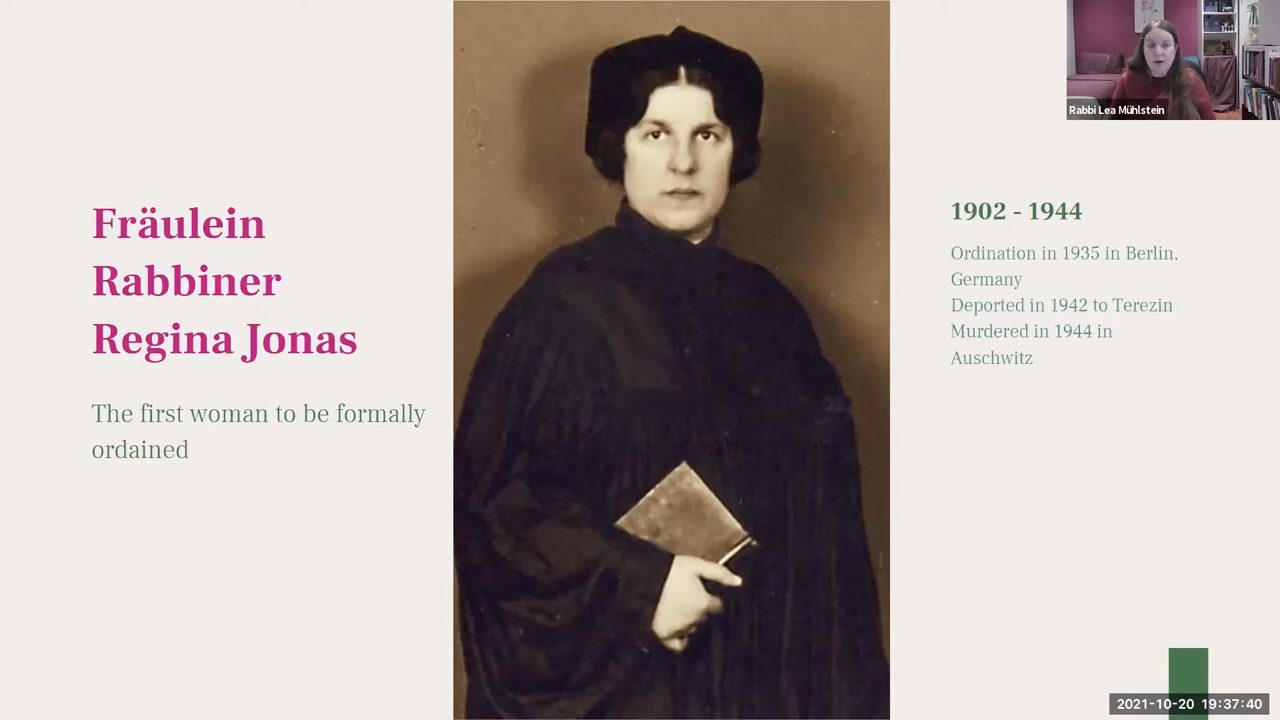 Fräulein
Rabbiner
Regina Jonas
The first woman to be formally
ordained
1902 - 1944
Ordination in 1935 in Berlin,
Germany
Deported in 1942 to Terezin
Murdered in 1944 in
Auschwitz
Rabbi Lea Mühlstein
2021-10-20 19:37:40